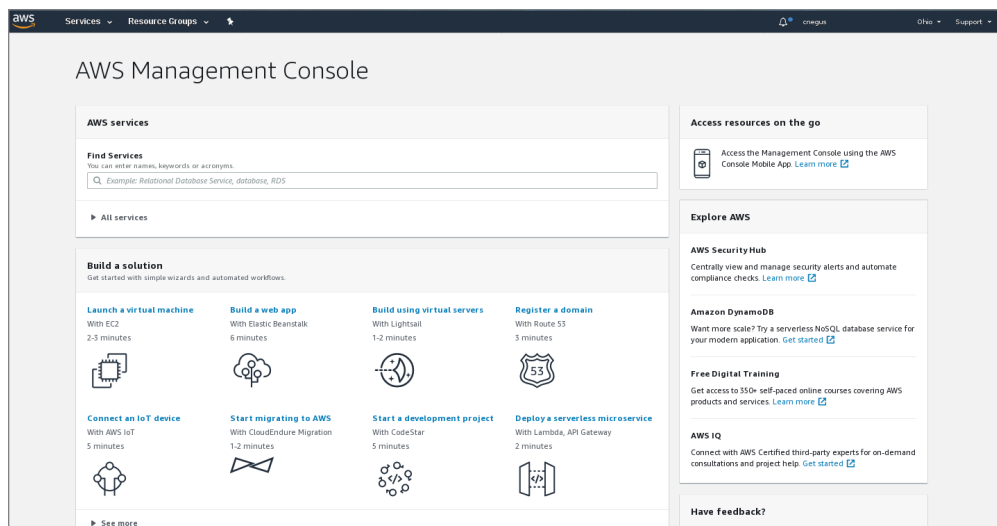 aws
Services
Resource Groups
cnegus
Ohio
Support
AWS Management Console
AWS services
Find Services
You can enter names, keywords or acronyms.
Example: Relational Database Service, database, RDS
All services
Build a solution
Get started with simple wizards and automated workflows.
Launch a virtual machine
With EC2
2-3 minutes
Build a web app
With Elastic Beanstalk
6 minutes
Build using virtual servers
With Lightsail
1-2 minutes
Register a domain
With Route 53
3 minutes
53
Connect an IoT device
With AWS IoT
5 minutes
Start migrating to AWS
With CloudEndure Migration
1-2 minutes
Start a development project
With CodeStar
5 minutes
</>
Deploy a serverless microservice
With Lambda, API Gateway
2 minutes
</>
See more
Access resources on the go
Access the Management Console using the AWS
Console Mobile App. Learn more
Explore AWS
AWS Security Hub
Centrally view and manage security alerts and automate
compliance checks. Learn more
Amazon DynamoDB
Want more scale? Try a serverless NoSQL database service for
your modern application. Get started
Free Digital Training
Get access to 350+ self-paced online courses covering AWS
products and services. Learn more
AWS IQ
Connect with AWS Certified third-party experts for on-demand
consultations and project help. Get started
Have feedback?